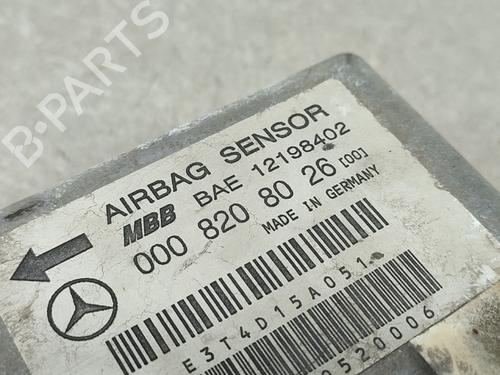 B-PARTS
AIRBAG SENSOR
MBB BAE 12198402
000 820 80 26 [00]
MADE IN GERMANY
E3T4D15A051
0520006